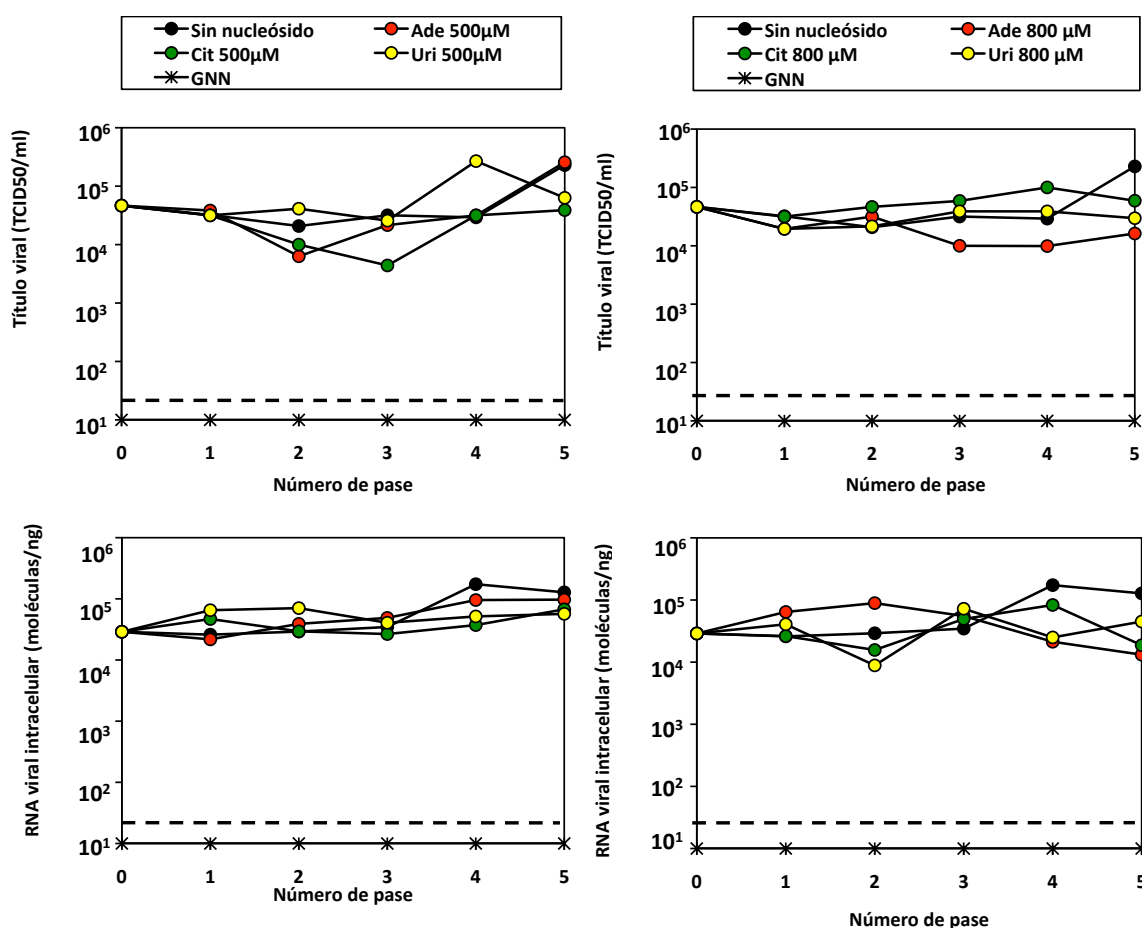 Sin nucleósido Ade 500μM
Cit 500μM Uri 500μM
GNN
Título viral (TCID50/ml)
10⁶
10⁵
10⁴
10³
10²
10¹
0 1 2 3 4 5
Número de pase
Sin nucleósido Ade 800 μM
Cit 800 μM Uri 800 μM
GNN
Título viral (TCID50/ml)
10⁶
10⁵
10⁴
10³
10²
10¹
0 1 2 3 4 5
Número de pase
RNA viral intracelular (moléculas/ng)
10⁶
10⁵
10⁴
10³
10²
10¹
0 1 2 3 4 5
Número de pase
RNA viral intracelular (moléculas/ng)
10⁶
10⁵
10⁴
10³
10²
10¹
0 1 2 3 4 5
Número de pase